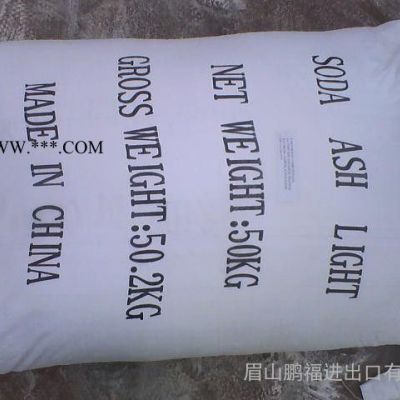 SODA ASH LIGHT
NET WEIGHT:50KG
GROSS WEIGHT:50.2KG
MADE IN CHINA
WWW.***.COM
眉山鹏福进出口有